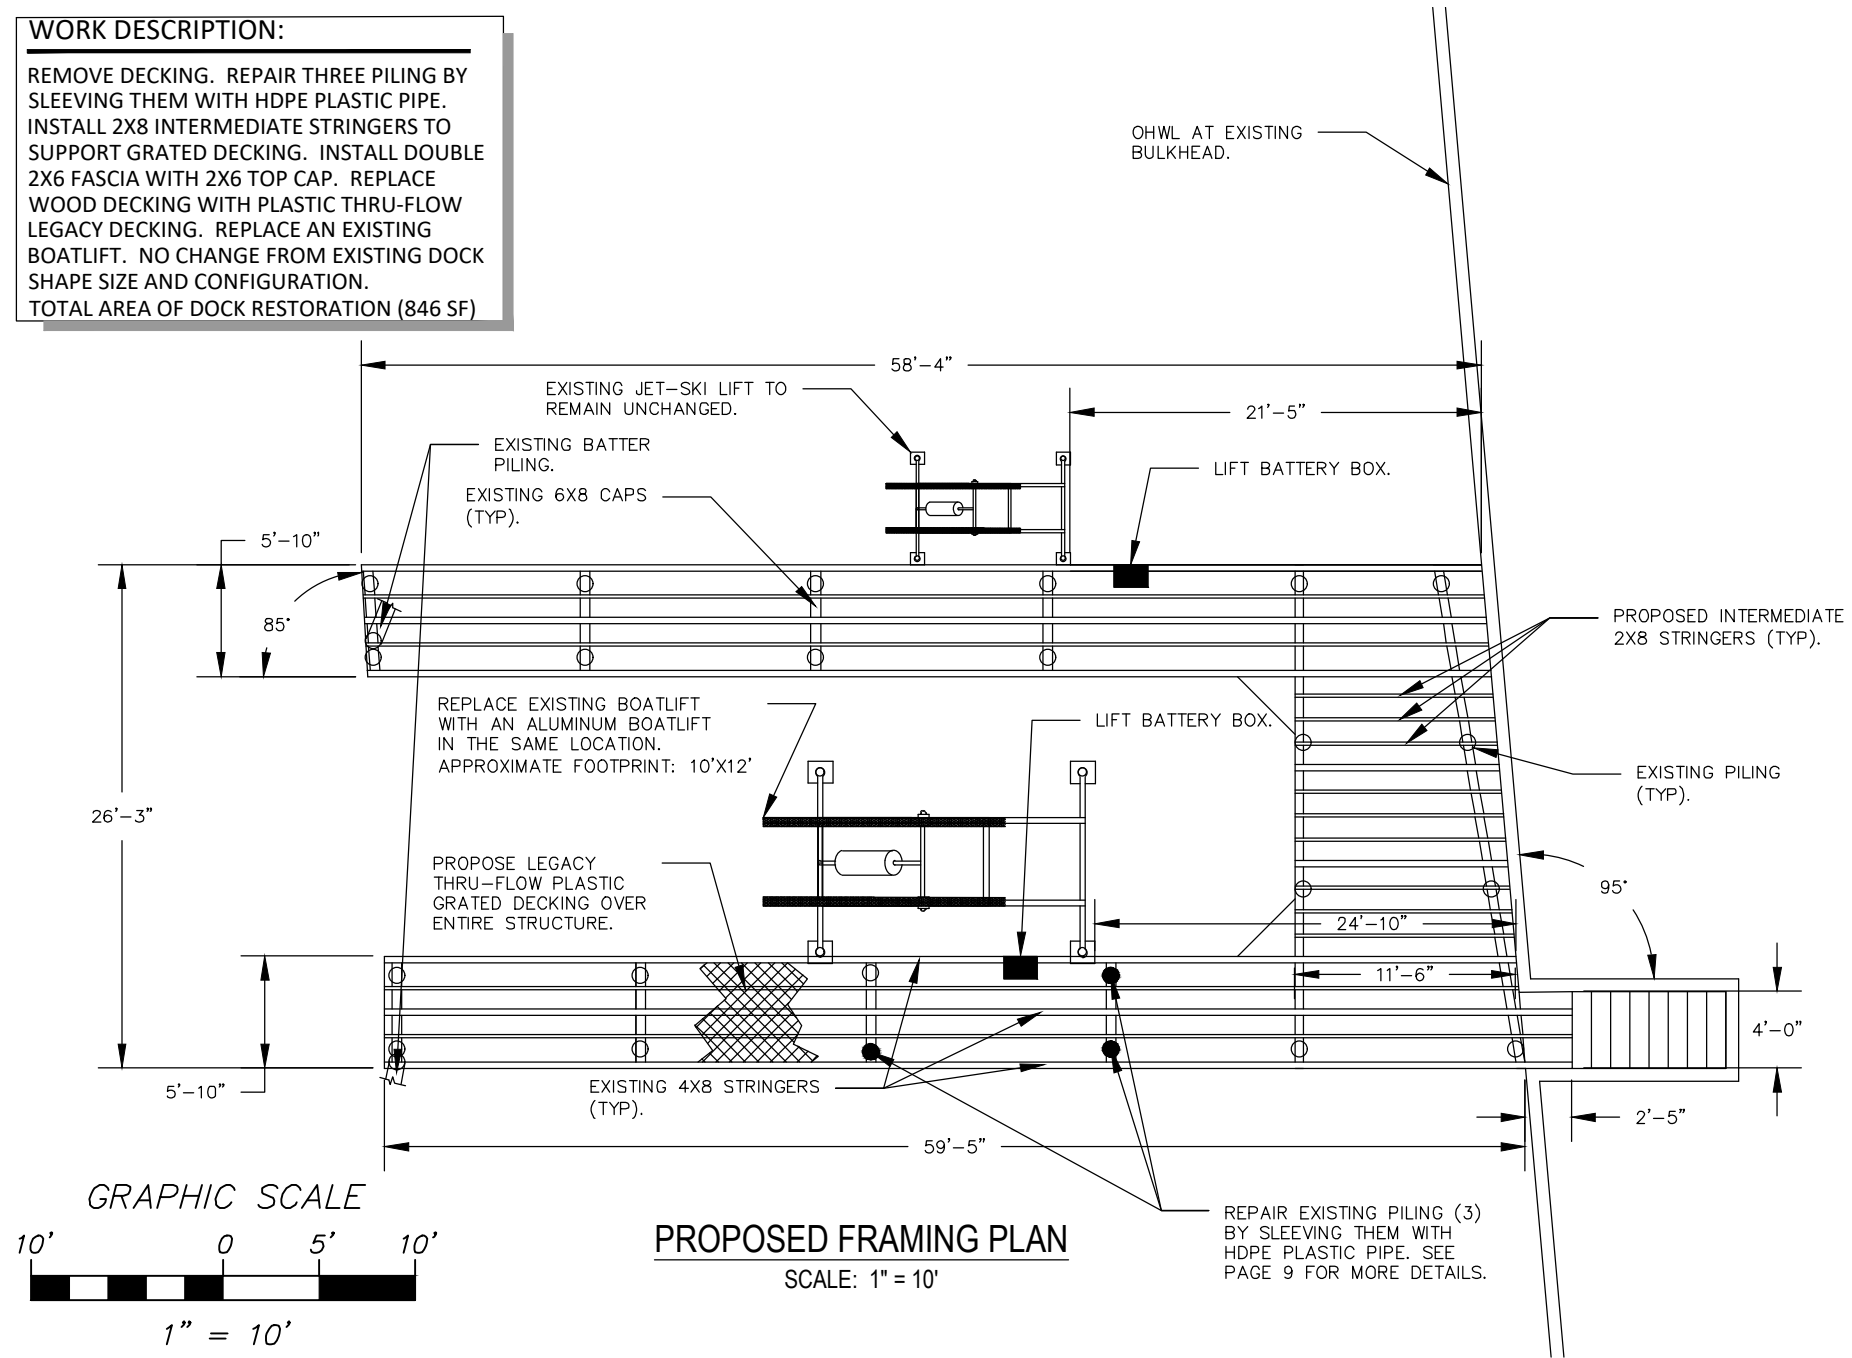 WORK DESCRIPTION:
REMOVE DECKING. REPAIR THREE PILING BY
SLEEVING THEM WITH HDPE PLASTIC PIPE.
INSTALL 2X8 INTERMEDIATE STRINGERS TO
SUPPORT GRATED DECKING. INSTALL DOUBLE
2X6 FASCIA WITH 2X6 TOP CAP. REPLACE
WOOD DECKING WITH PLASTIC THRU-FLOW
LEGACY DECKING. REPLACE AN EXISTING
BOATLIFT. NO CHANGE FROM EXISTING DOCK
SHAPE SIZE AND CONFIGURATION.
TOTAL AREA OF DOCK RESTORATION (846 SF)
OHWL AT EXISTING
BULKHEAD.
58'-4"
EXISTING JET-SKI LIFT TO
REMAIN UNCHANGED.
21'-5"
EXISTING BATTER
PILING.
LIFT BATTERY BOX.
EXISTING 6X8 CAPS
(TYP).
5'-10"
85°
PROPOSED INTERMEDIATE
2X8 STRINGERS (TYP).
REPLACE EXISTING BOATLIFT
WITH AN ALUMINUM BOATLIFT
IN THE SAME LOCATION.
APPROXIMATE FOOTPRINT: 10'X12'
LIFT BATTERY BOX.
EXISTING PILING
(TYP).
26'-3"
PROPOSE LEGACY
THRU-FLOW PLASTIC
GRATED DECKING OVER
ENTIRE STRUCTURE.
95°
24'-10"
11'-6"
4'-0"
5'-10"
EXISTING 4X8 STRINGERS
(TYP).
2'-5"
59'-5"
GRAPHIC SCALE
10' 0 5' 10'
1" = 10'
PROPOSED FRAMING PLAN
SCALE: 1" = 10'
REPAIR EXISTING PILING (3)
BY SLEEVING THEM WITH
HDPE PLASTIC PIPE. SEE
PAGE 9 FOR MORE DETAILS.